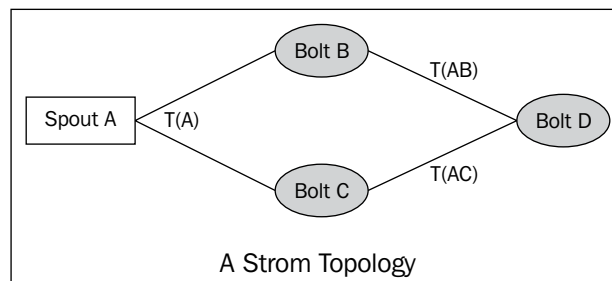 Bolt B
T(AB)
Spout A
T(A)
Bolt D
Bolt C
T(AC)
A Strom Topology